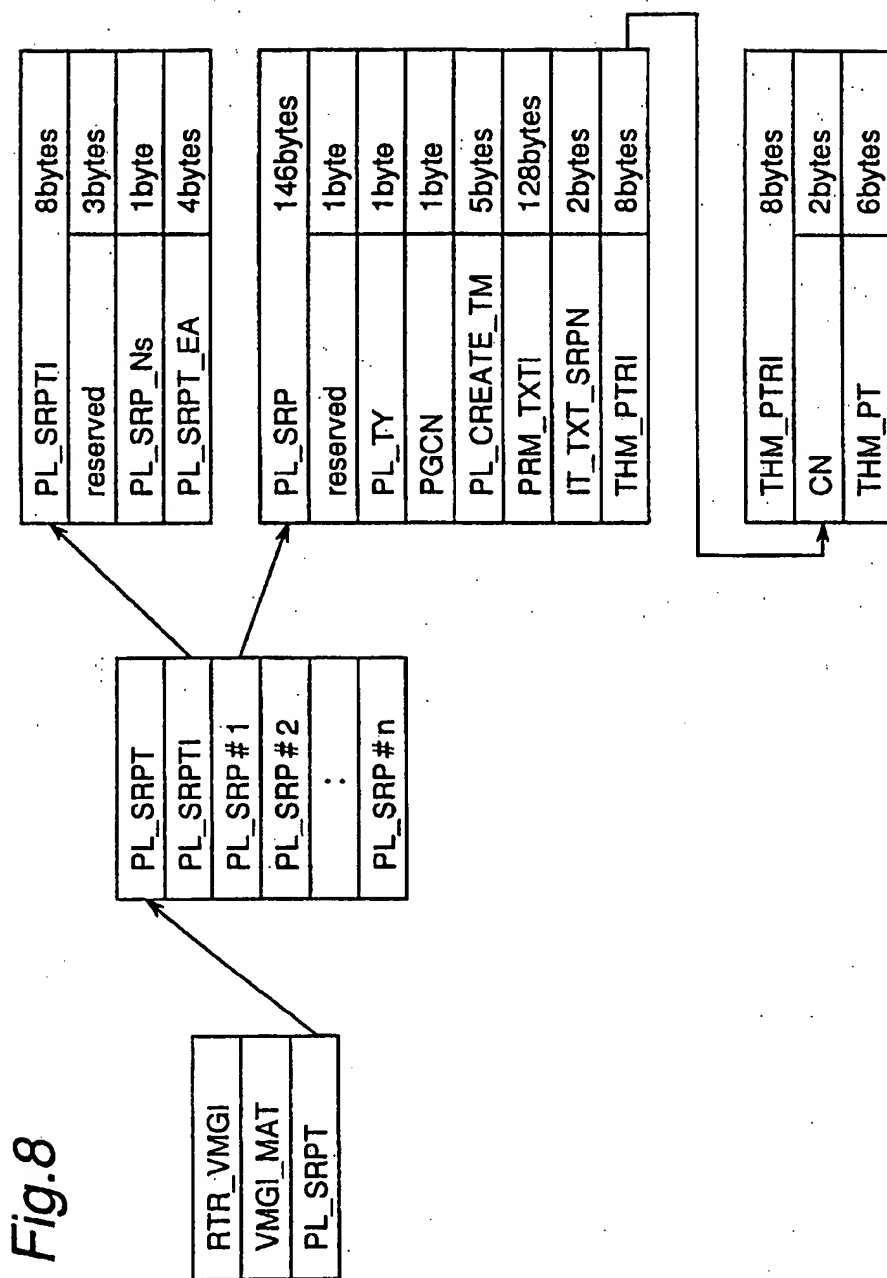 Fig.8
RTR_VMGI
VMGI_MAT
PL_SRPT
PL_SRPT
PL_SRPTI
PL_SRP#1
PL_SRP#2
:
PL_SRP#n
PL_SRPTI 8bytes
reserved 3bytes
PL_SRP_Ns 1byte
PL_SRPT_EA 4bytes
PL_SRP 146bytes
reserved 1byte
PL_TY 1byte
PGCN 1byte
PL_CREATE_TM 5bytes
PRM_TXTI 128bytes
IT_TXT_SRPN 2bytes
THM_PTRI 8bytes
THM_PTRI 8bytes
CN 2bytes
THM_PT 6bytes